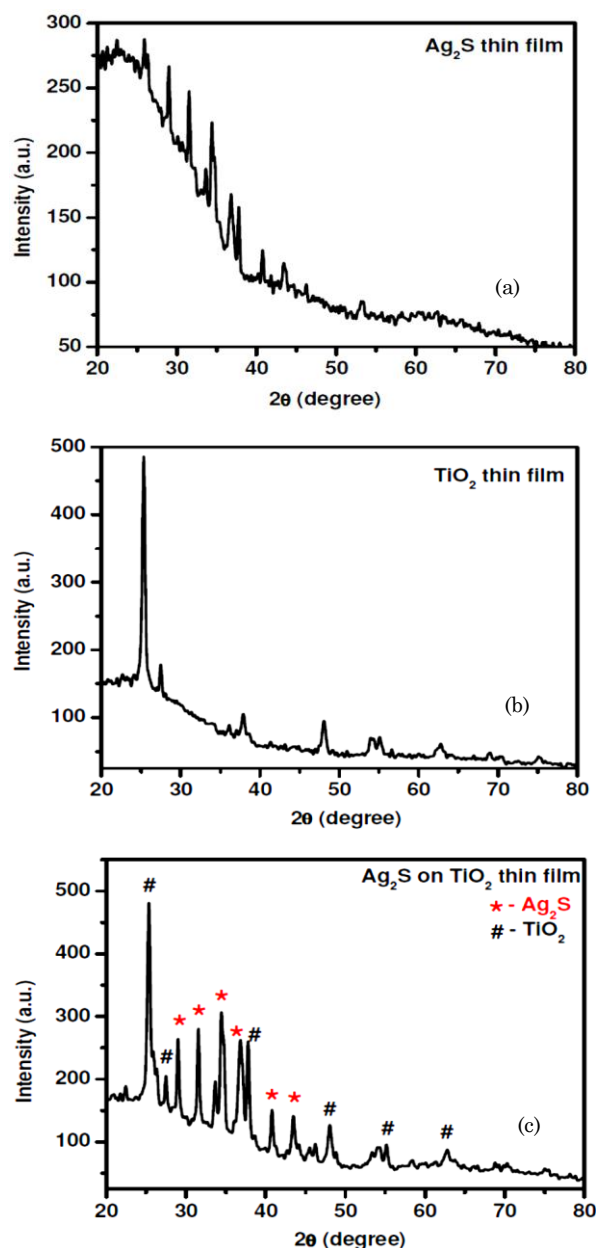 Ag₂S thin film
300
250
200
150
100
50
Intensity (a.u.)
(a)
20 30 40 50 60 70 80
2θ (degree)
TiO₂ thin film
500
400
300
200
100
Intensity (a.u.)
(b)
20 30 40 50 60 70 80
2θ (degree)
Ag₂S on TiO₂ thin film
* - Ag₂S
# - TiO₂
500
400
300
200
100
Intensity (a.u.)
# # * * * * # * * # # #
(c)
20 30 40 50 60 70 80
2θ (degree)